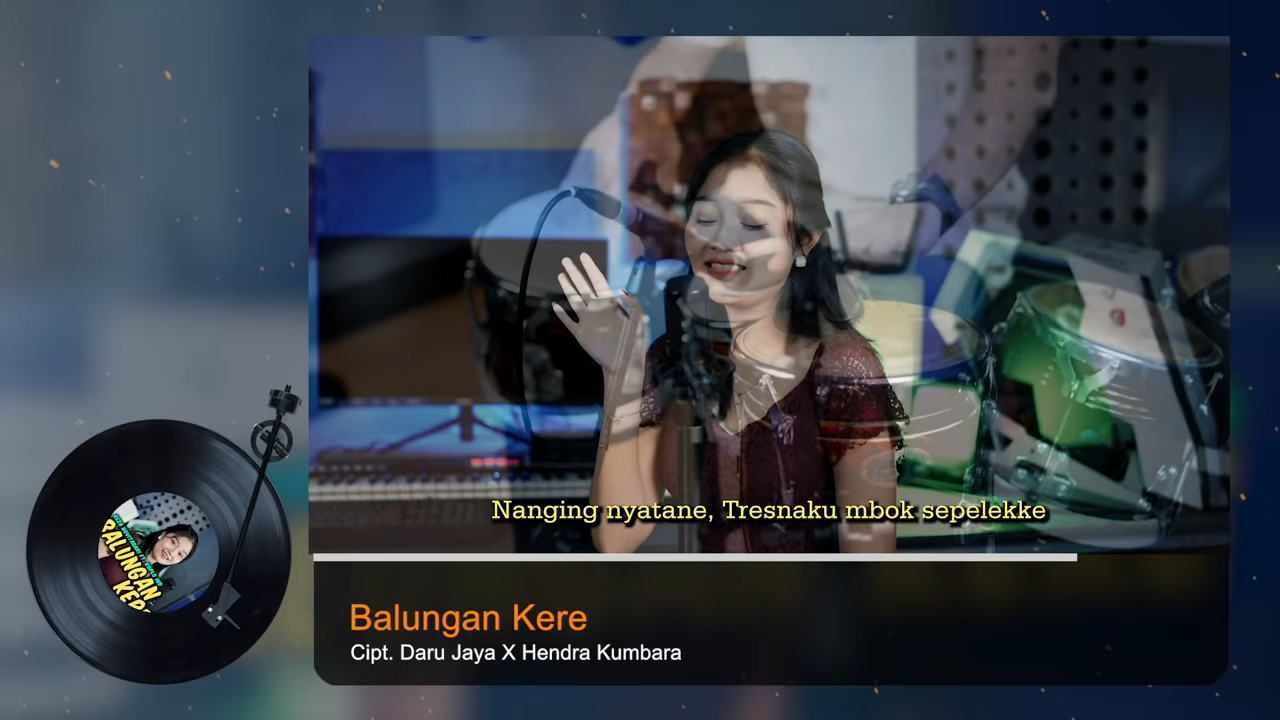 Nanging nyatane, Tresnaku mbok sepelekke
Balungan Kere
Cipt. Daru Jaya X Hendra Kumbara
BALUNGAN
KERE